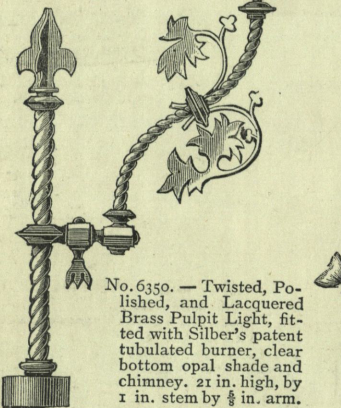 No. 6350. — Twisted, Po-
lished, and Lacquered
Brass Pulpit Light, fit-
ted with Silber's patent
tubulated burner, clear
bottom opal shade and
chimney. 21 in. high, by
1 in. stem by ⅝ in. arm.